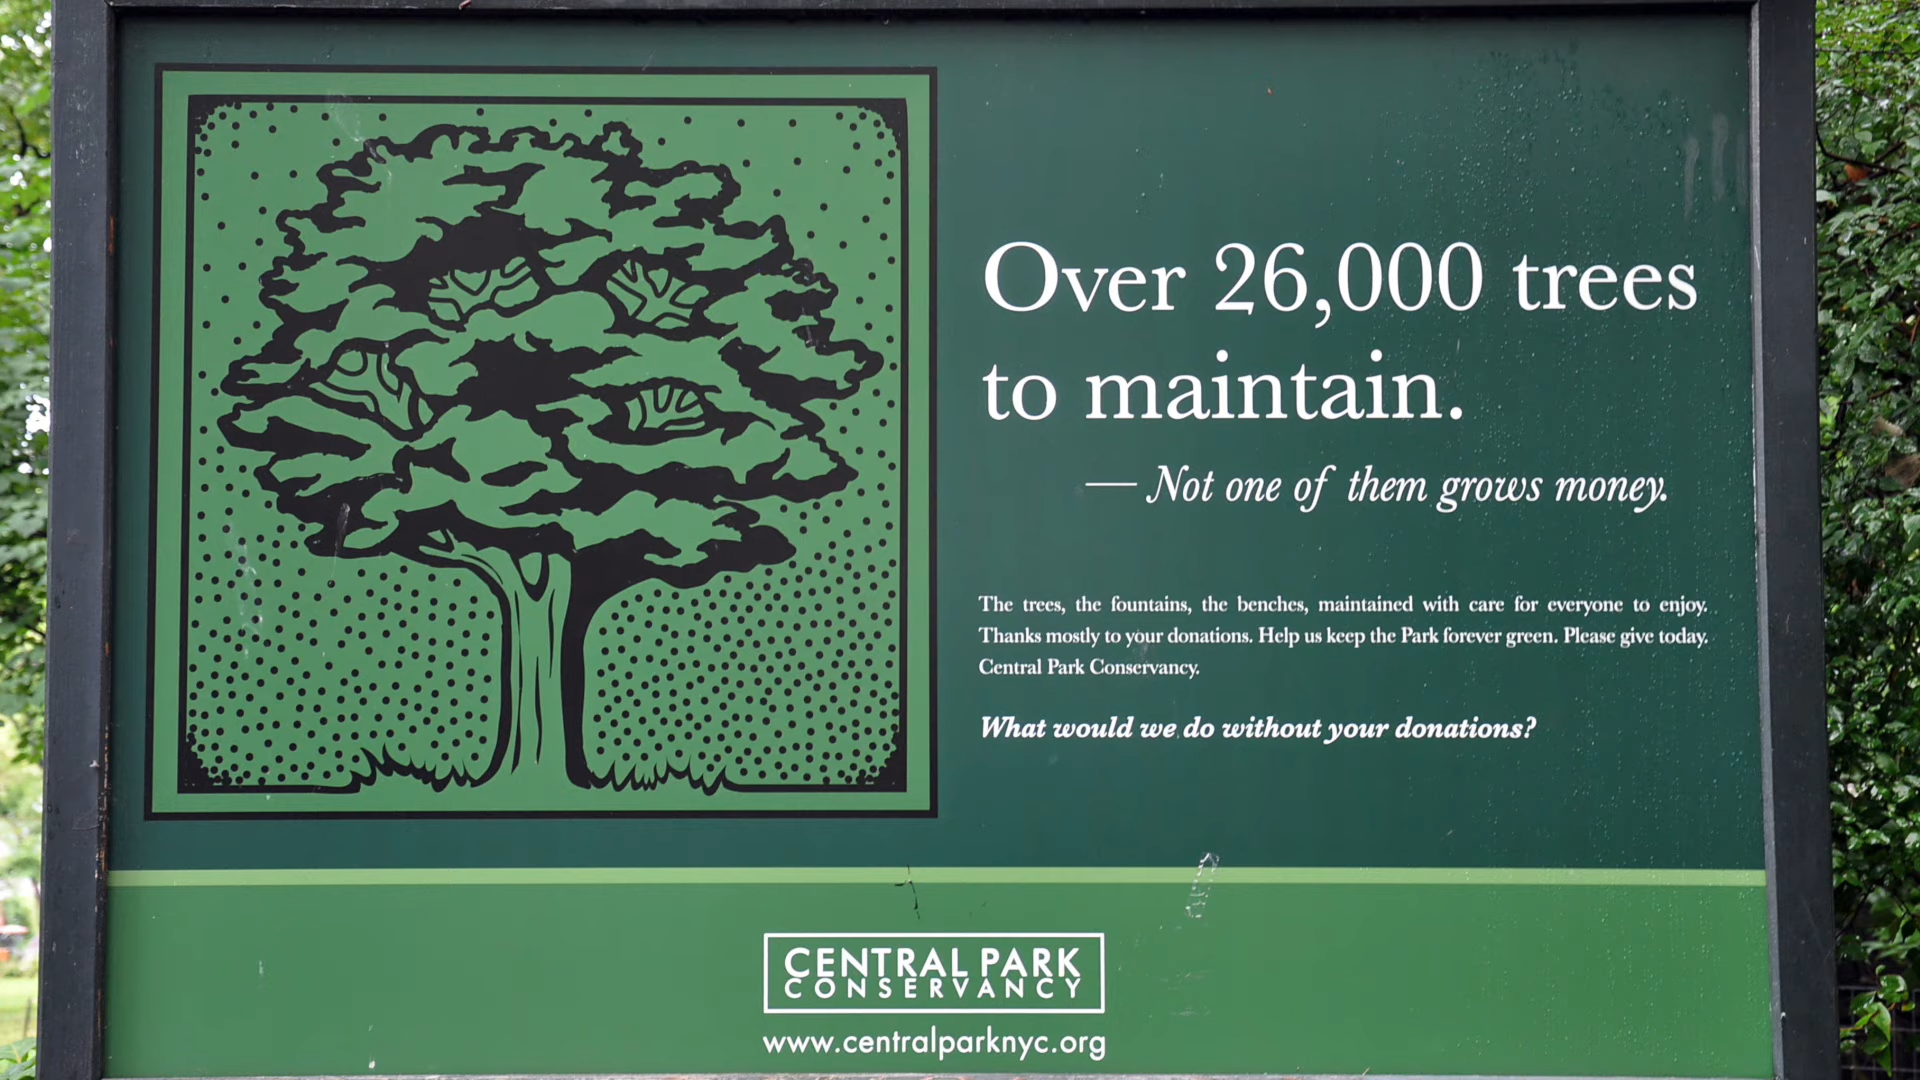 Over 26,000 trees
to maintain.
— Not one of them grows money.
The trees, the fountains, the benches, maintained with care for everyone to enjoy.
Thanks mostly to your donations. Help us keep the Park forever green. Please give today.
Central Park Conservancy.
What would we do without your donations?
CENTRAL PARK
CONSERVANCY
www.centralparknyc.org